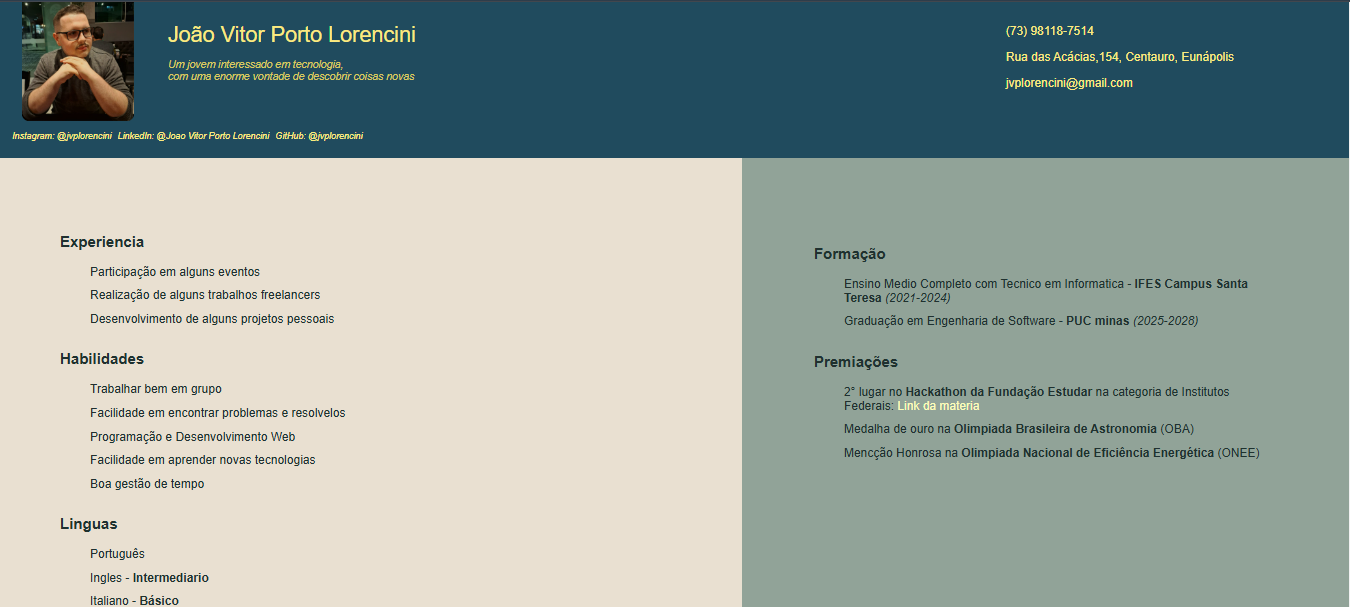 João Vitor Porto Lorencini
Um jovem interessado em tecnologia,
com uma enorme vontade de descobrir coisas novas
(73) 98118-7514
Rua das Acácias,154, Centauro, Eunápolis
jvplorencini@gmail.com
Instagram: @jvplorencini LinkedIn: @Joao Vitor Porto Lorencini GitHub: @jvplorencini
Experiencia
Participação em alguns eventos
Realização de alguns trabalhos freelancers
Desenvolvimento de alguns projetos pessoais
Habilidades
Trabalhar bem em grupo
Facilidade em encontrar problemas e resolvelos
Programação e Desenvolvimento Web
Facilidade em aprender novas tecnologias
Boa gestão de tempo
Linguas
Português
Ingles - Intermediario
Italiano - Básico
Formação
Ensino Medio Completo com Tecnico em Informatica - IFES Campus Santa
Teresa (2021-2024)
Graduação em Engenharia de Software - PUC minas (2025-2028)
Premiações
2° lugar no Hackathon da Fundação Estudar na categoria de Institutos
Federais: Link da materia
Medalha de ouro na Olimpiada Brasileira de Astronomia (OBA)
Mencção Honrosa na Olimpiada Nacional de Eficiência Energética (ONEE)